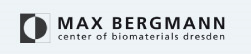 MAX BERGMANN
center of biomaterials dresden